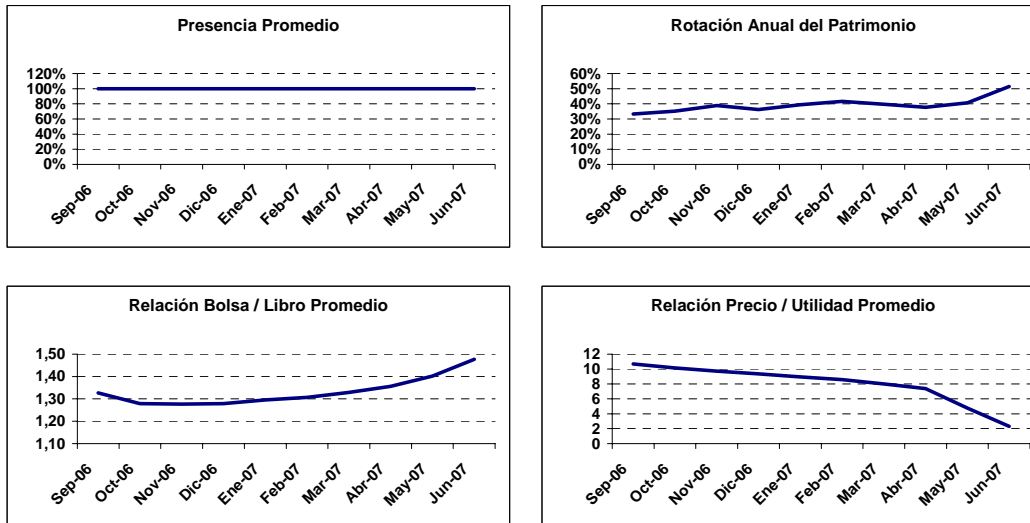 Presencia Promedio
120%
100%
80%
60%
40%
20%
0%
Sep-06
Oct-06
Nov-06
Dic-06
Ene-07
Feb-07
Mar-07
Abr-07
May-07
Jun-07
Rotación Anual del Patrimonio
60%
50%
40%
30%
20%
10%
0%
Sep-06
Oct-06
Nov-06
Dic-06
Ene-07
Feb-07
Mar-07
Abr-07
May-07
Jun-07
Relación Bolsa / Libro Promedio
1,50
1,40
1,30
1,20
1,10
Sep-06
Oct-06
Nov-06
Dic-06
Ene-07
Feb-07
Mar-07
Abr-07
May-07
Jun-07
Relación Precio / Utilidad Promedio
12
10
8
6
4
2
0
Sep-06
Oct-06
Nov-06
Dic-06
Ene-07
Feb-07
Mar-07
Abr-07
May-07
Jun-07